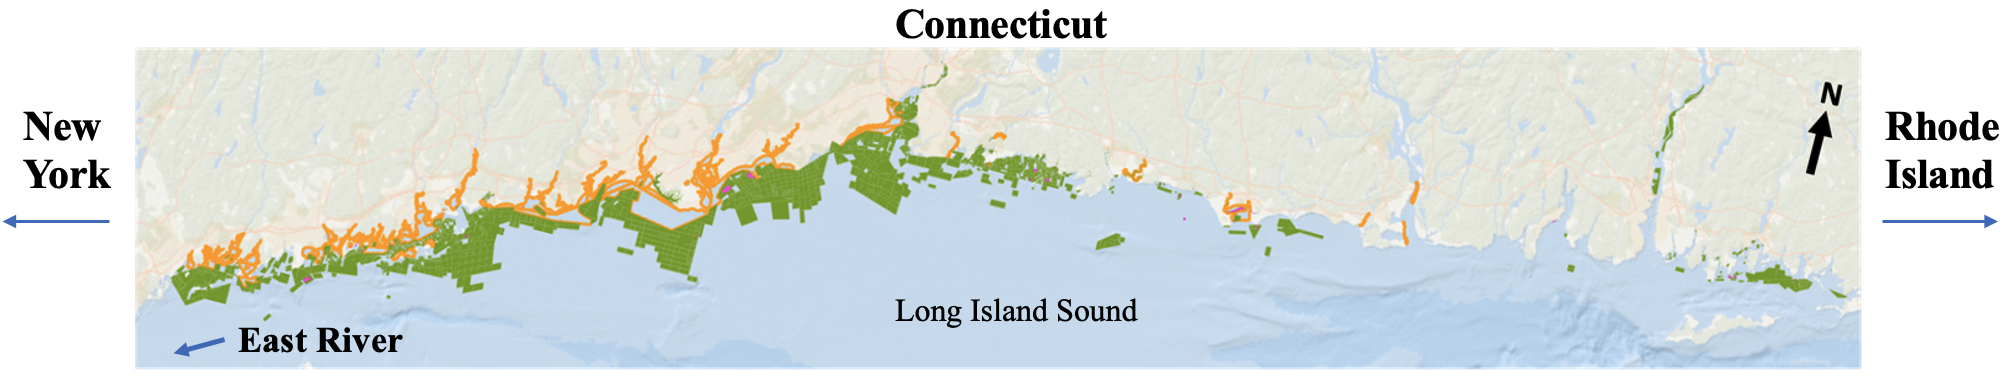 Connecticut
New
York
N
Rhode
Island
Long Island Sound
East River